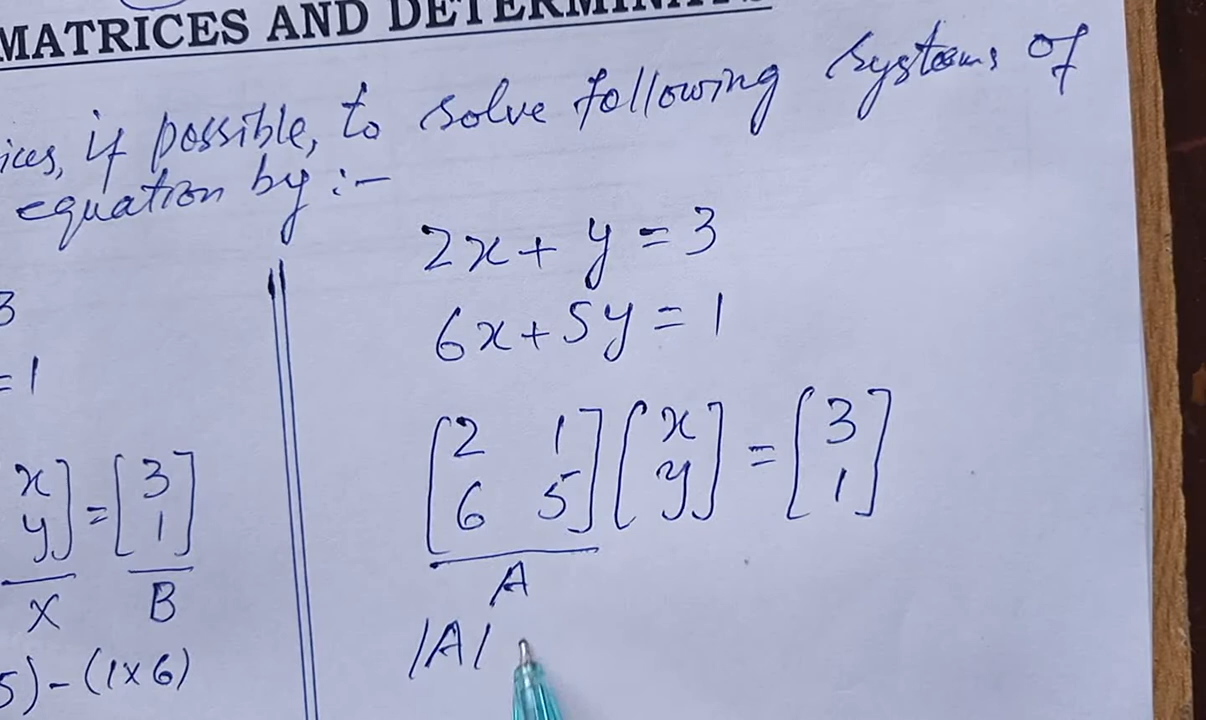 MATRICES AND DETERMINANTS
ices, if possible, to solve following systems of
equation by :-
3
= 1
x ] = [ 3 ]
y ] [ 1 ]
X B
5) - (1×6)
2x + y = 3
6x + 5y = 1
[ 2 1 ] [ x ] = [ 3 ]
[ 6 5 ] [ y ] [ 1 ]
A
|A|